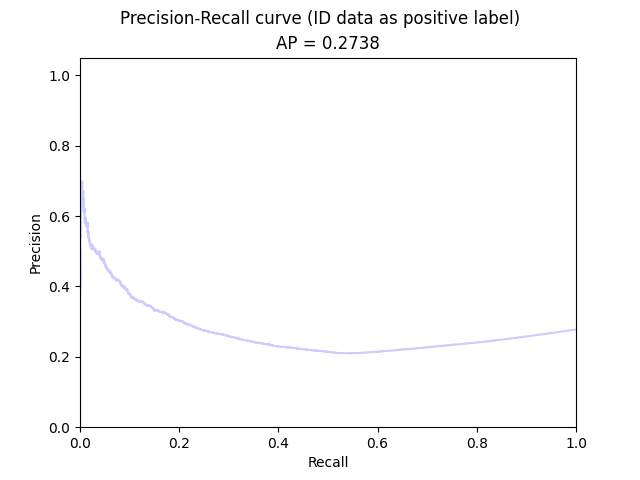 Precision-Recall curve (ID data as positive label)
AP = 0.2738
1.0
0.8
0.6
0.4
0.2
0.0
Precision
0.0 0.2 0.4 0.6 0.8 1.0
Recall